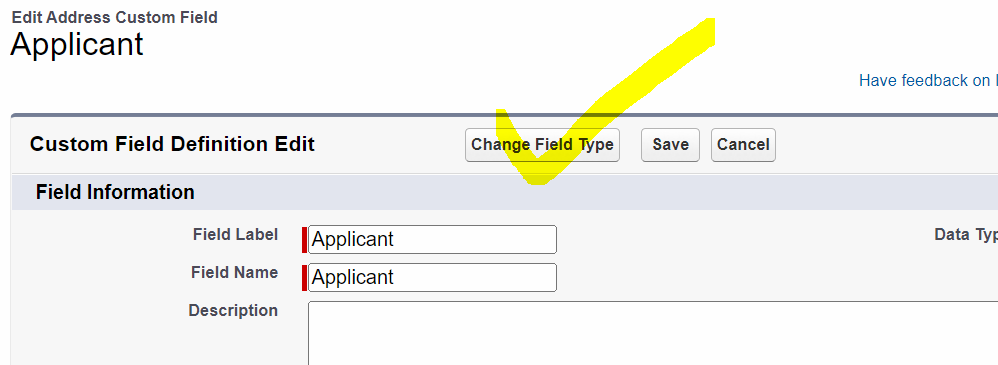 Edit Address Custom Field
Applicant
Have feedback on
Custom Field Definition Edit Change Field Type Save Cancel
Field Information
Field Label Applicant Data Typ
Field Name Applicant
Description